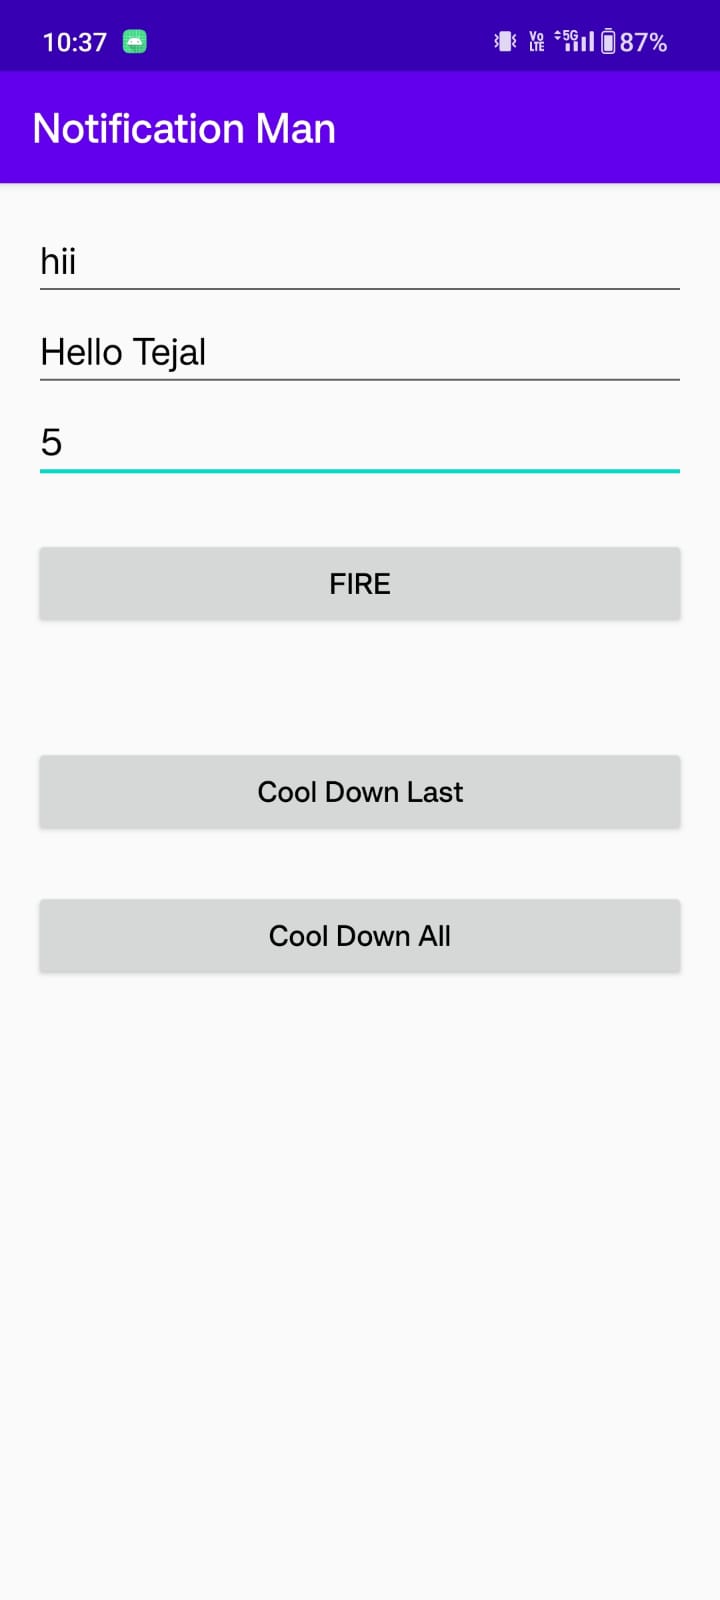 10:37 Vo LTE 5G 87%
Notification Man
hii
Hello Tejal
5
FIRE
Cool Down Last
Cool Down All